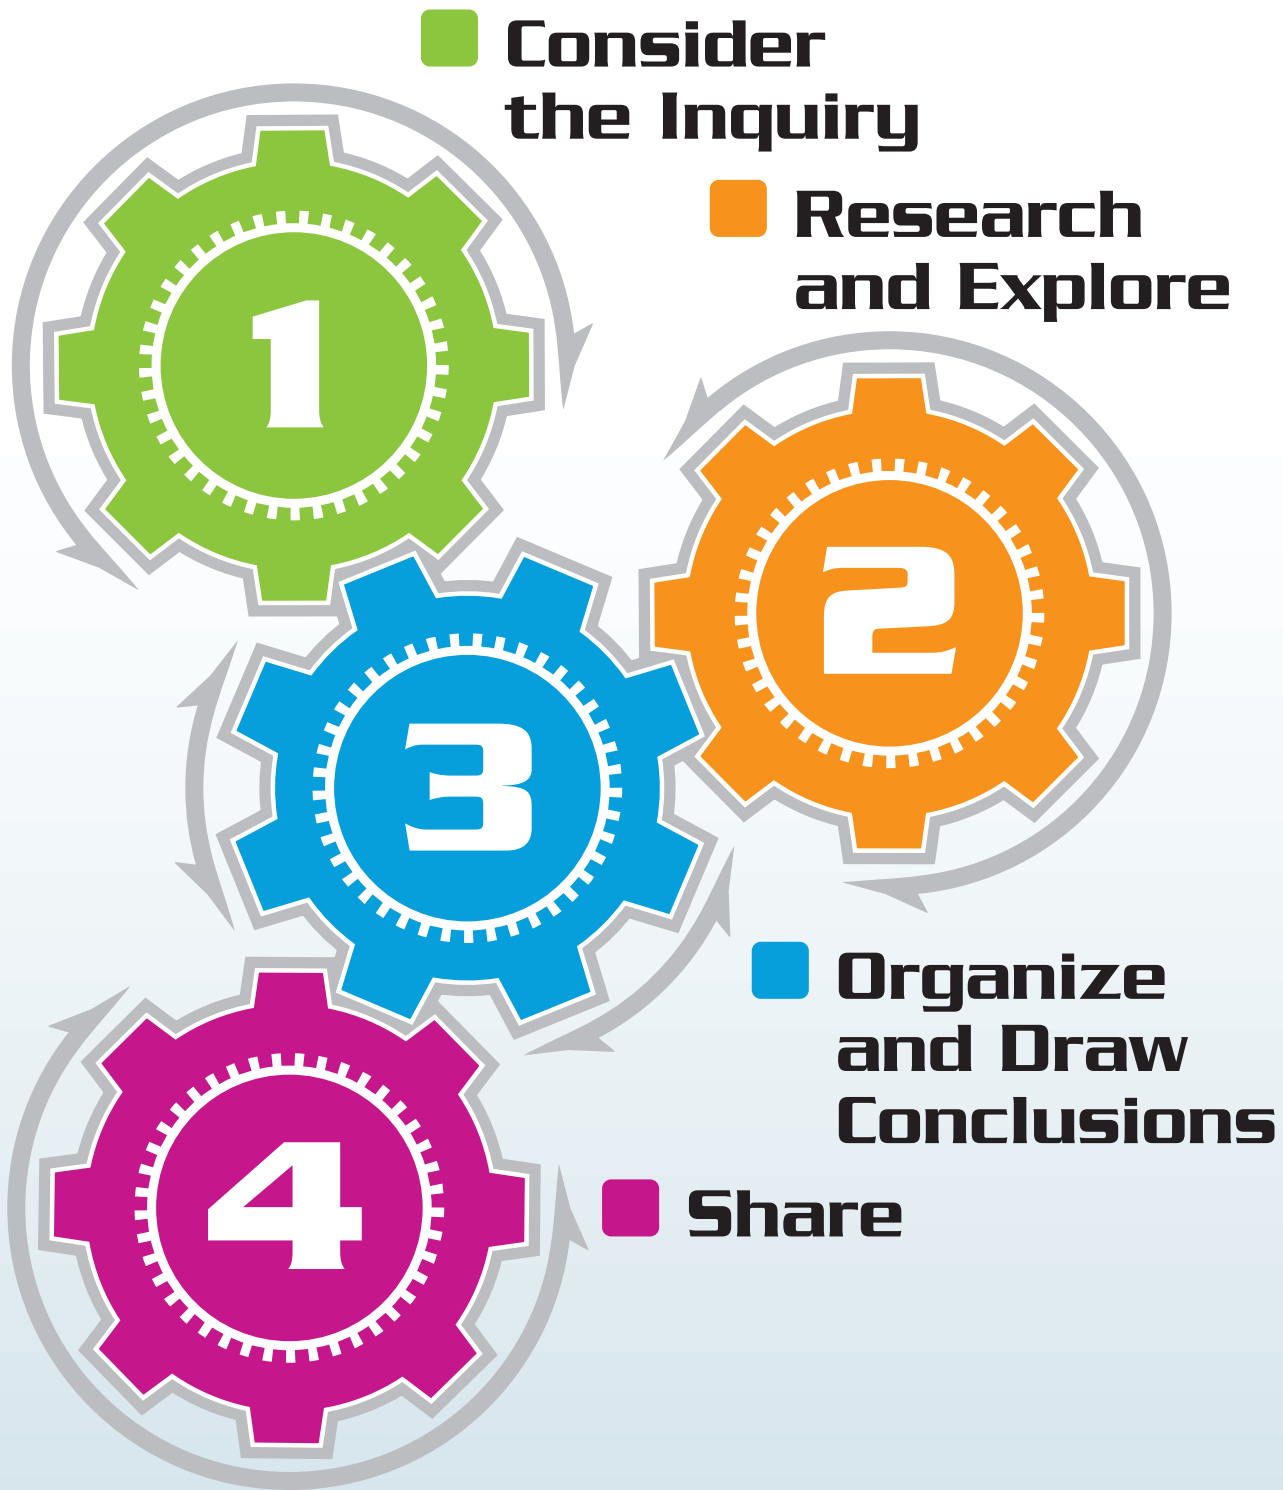 Consider
the Inquiry
Research
and Explore
1
2
3
Organize
and Draw
Conclusions
4
Share